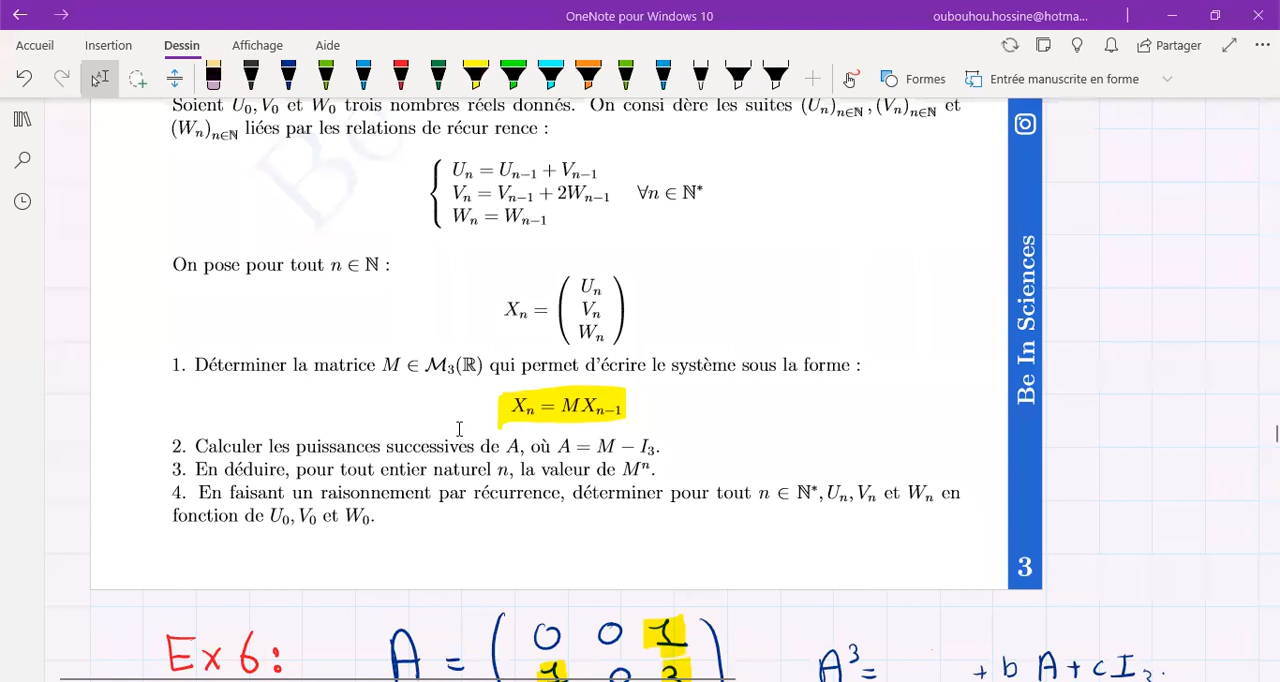 OneNote pour Windows 10
oubouhou.hossine@hotma...
Accueil Insertion Dessin Affichage Aide
Partager
Formes
Entrée manuscrite en forme
Soient U₀, V₀ et W₀ trois nombres réels donnés. On consi dère les suites (Uₙ)ₙ∈ℕ, (Vₙ)ₙ∈ℕ et
(Wₙ)ₙ∈ℕ liées par les relations de récur rence :
Uₙ = Uₙ₋₁ + Vₙ₋₁
Vₙ = Vₙ₋₁ + 2Wₙ₋₁ ∀n ∈ ℕ*
Wₙ = Wₙ₋₁
On pose pour tout n ∈ ℕ :
Uₙ
Xₙ = ( Vₙ )
Wₙ
1. Déterminer la matrice M ∈ ℳ₃(ℝ) qui permet d'écrire le système sous la forme :
Xₙ = MXₙ₋₁
2. Calculer les puissances successives de A, où A = M − I₃.
3. En déduire, pour tout entier naturel n, la valeur de Mⁿ.
4. En faisant un raisonnement par récurrence, déterminer pour tout n ∈ ℕ*, Uₙ, Vₙ et Wₙ en
fonction de U₀, V₀ et W₀.
Be In Sciences
3
Ex 6:
A = ( 0 0 1
A³ = + b A + c I₃.